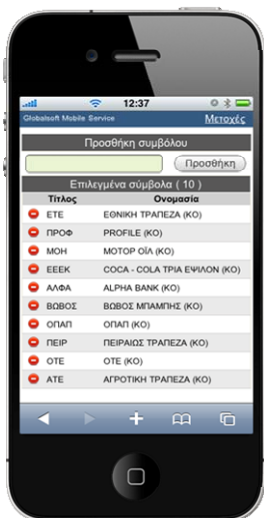 12:37
Globalsoft Mobile Service Μετοχές
Προσθήκη συμβόλου
Προσθήκη
Επιλεγμένα σύμβολα ( 10 )
Τίτλος Ονομασία
ΕΤΕ ΕΘΝΙΚΗ ΤΡΑΠΕΖΑ (ΚΟ)
ΠΡΟΦ PROFILE (ΚΟ)
ΜΟΗ ΜΟΤΟΡ ΟΪΛ (ΚΟ)
ΕΕΕΚ COCA - COLA ΤΡΙΑ ΕΨΙΛΟΝ (ΚΟ)
ΑΛΦΑ ALPHA BANK (ΚΟ)
ΒΩΒΟΣ ΒΩΒΟΣ ΜΠΑΜΠΗΣ (ΚΟ)
ΟΠΑΠ ΟΠΑΠ (ΚΟ)
ΠΕΙΡ ΠΕΙΡΑΙΩΣ ΤΡΑΠΕΖΑ (ΚΟ)
ΟΤΕ ΟΤΕ (ΚΟ)
ΑΤΕ ΑΓΡΟΤΙΚΗ ΤΡΑΠΕΖΑ (ΚΟ)